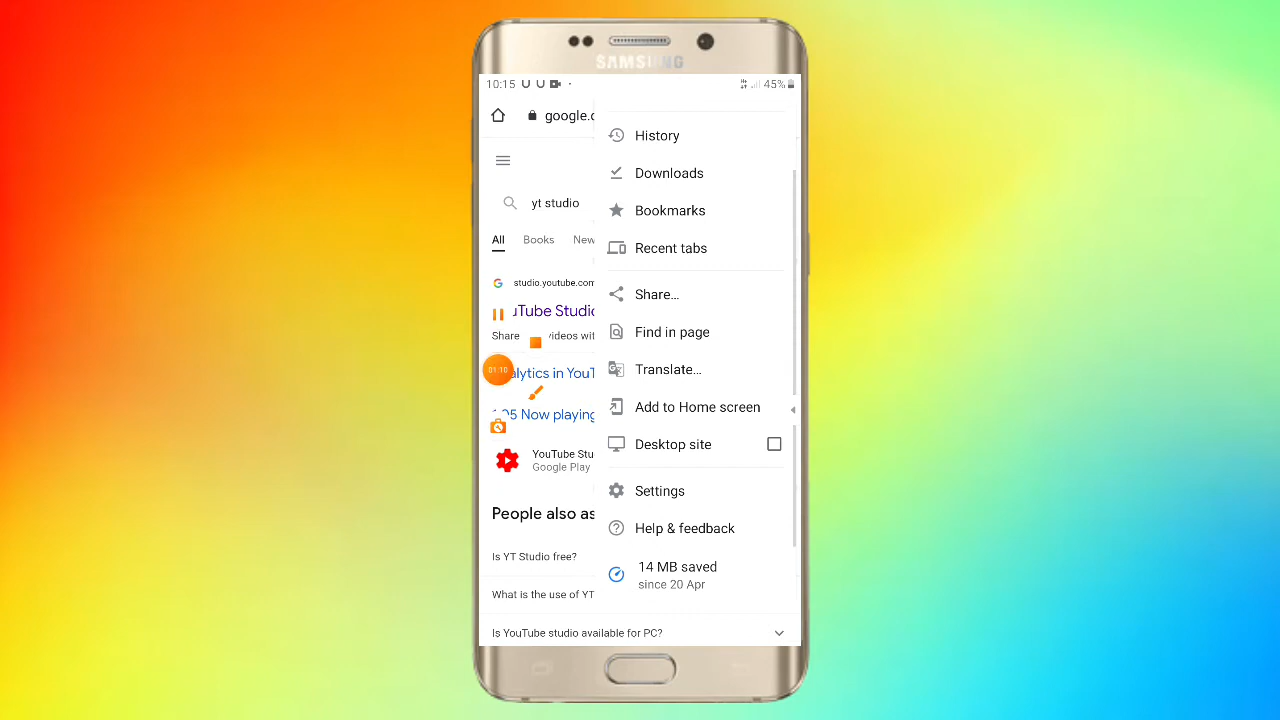 SAMSUNG
10:15
45%
google.c
History
Downloads
yt studio
Bookmarks
All Books New
Recent tabs
studio.youtube.com
Share...
uTube Studio
Share videos wit
Find in page
01:10
alytics in YouT
Translate...
Add to Home screen
05 Now playing
Desktop site
YouTube Stu
Google Play
Settings
People also as
Help & feedback
Is YT Studio free?
14 MB saved
since 20 Apr
What is the use of YT
Is YouTube studio available for PC?